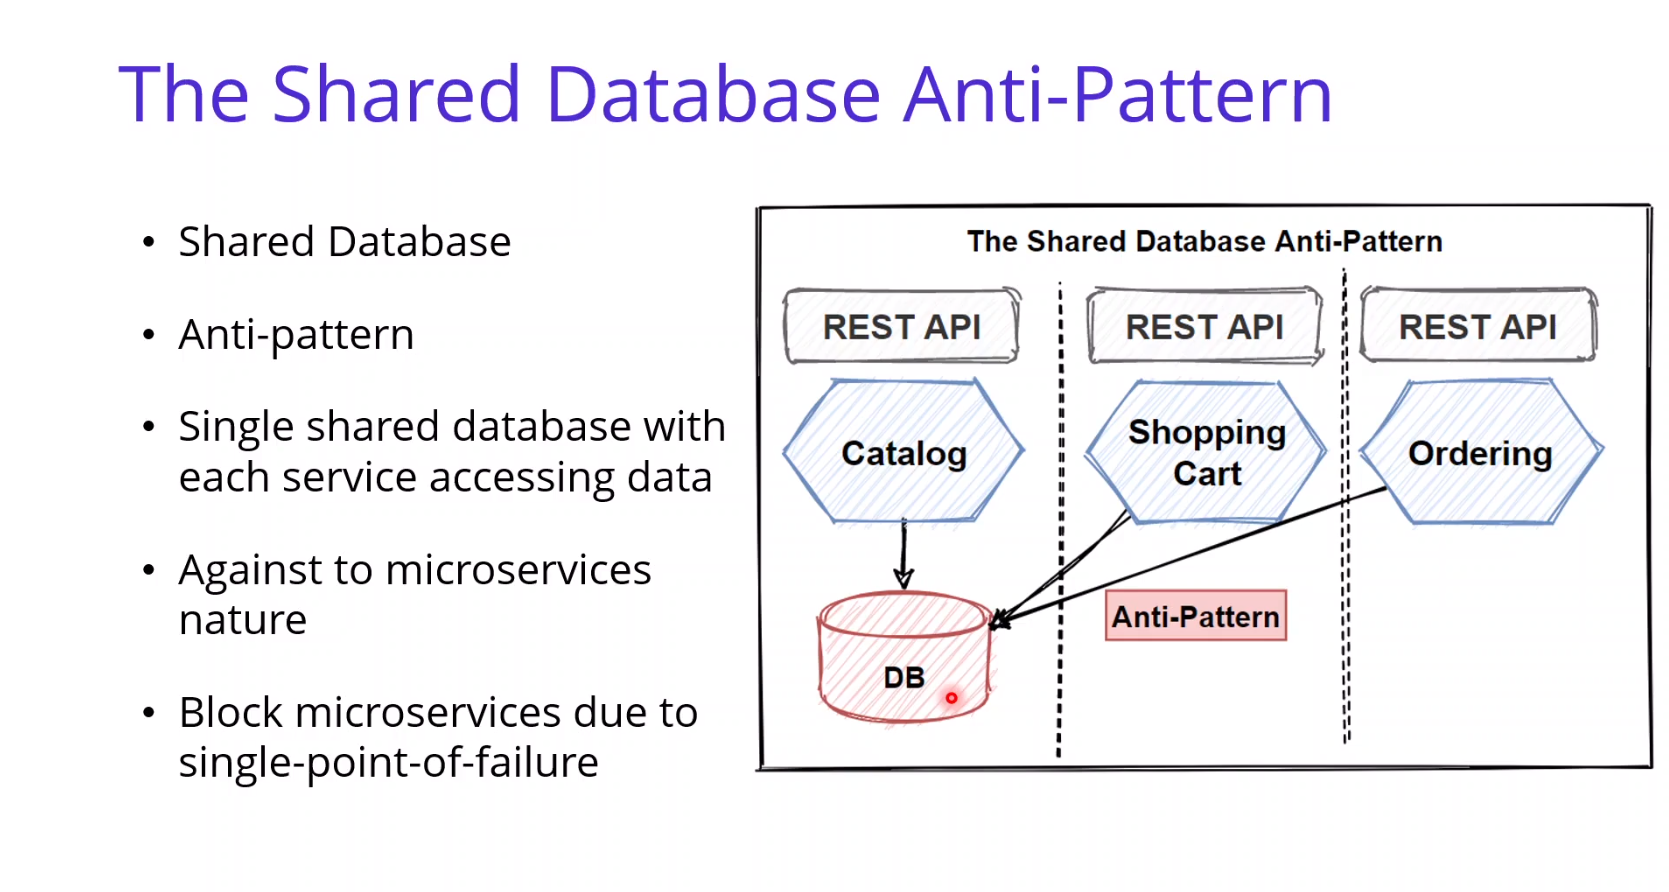 The Shared Database Anti-Pattern
• Shared Database
• Anti-pattern
• Single shared database with
each service accessing data
• Against to microservices
nature
• Block microservices due to
single-point-of-failure
The Shared Database Anti-Pattern
REST API
REST API
REST API
Catalog
Shopping
Cart
Ordering
Anti-Pattern
DB